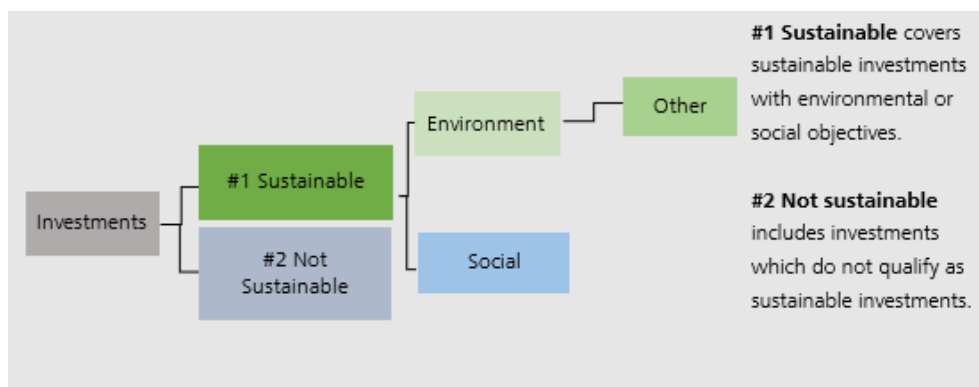 Investments
#1 Sustainable
#2 Not
Sustainable
Environment
Social
Other
#1 Sustainable covers
sustainable investments
with environmental or
social objectives.
#2 Not sustainable
includes investments
which do not qualify as
sustainable investments.